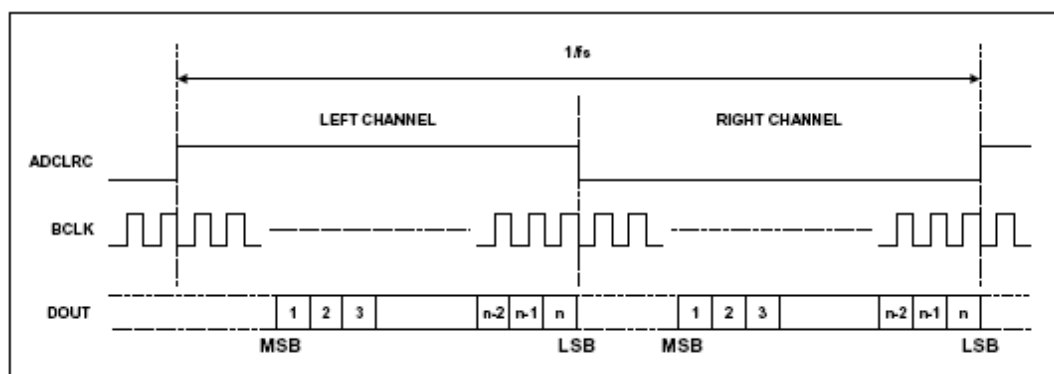 1/fs
LEFT CHANNEL RIGHT CHANNEL
ADCLRC
BCLK
DOUT 1 2 3 n-2 n-1 n 1 2 3 n-2 n-1 n
MSB LSB MSB LSB